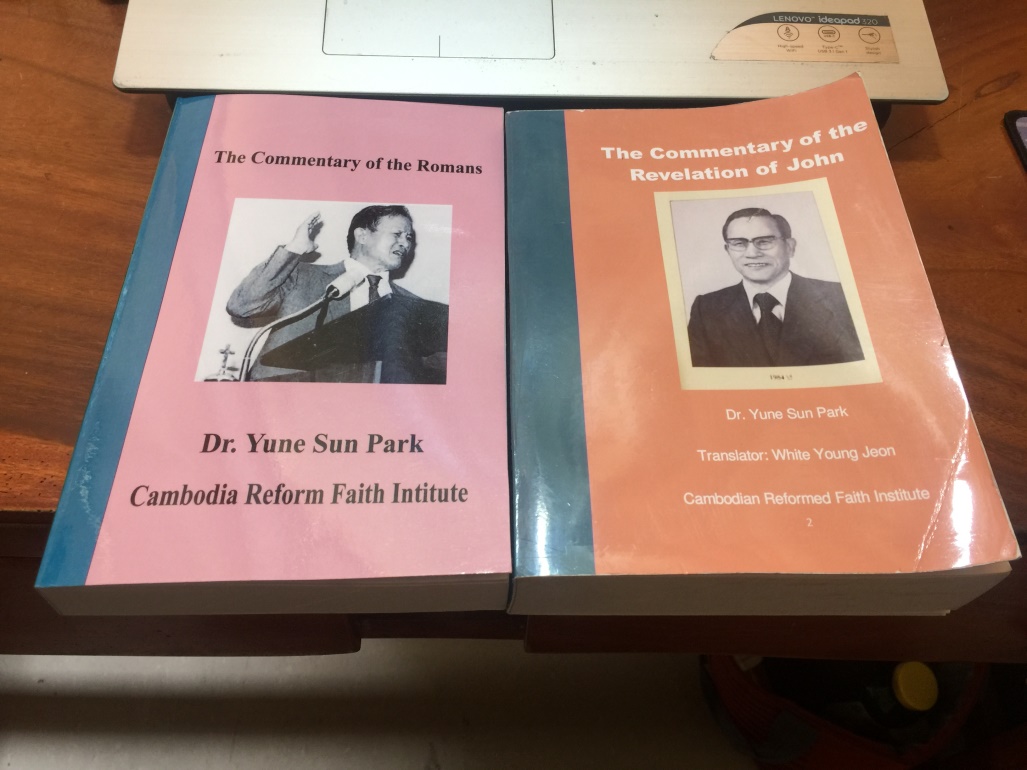 LENOVO ideapad 320
The Commentary of the Romans
Dr. Yune Sun Park
Cambodia Reform Faith Intitute
The Commentary of the
Revelation of John
Dr. Yune Sun Park
Translator: White Young Jeon
Cambodian Reformed Faith Institute
2